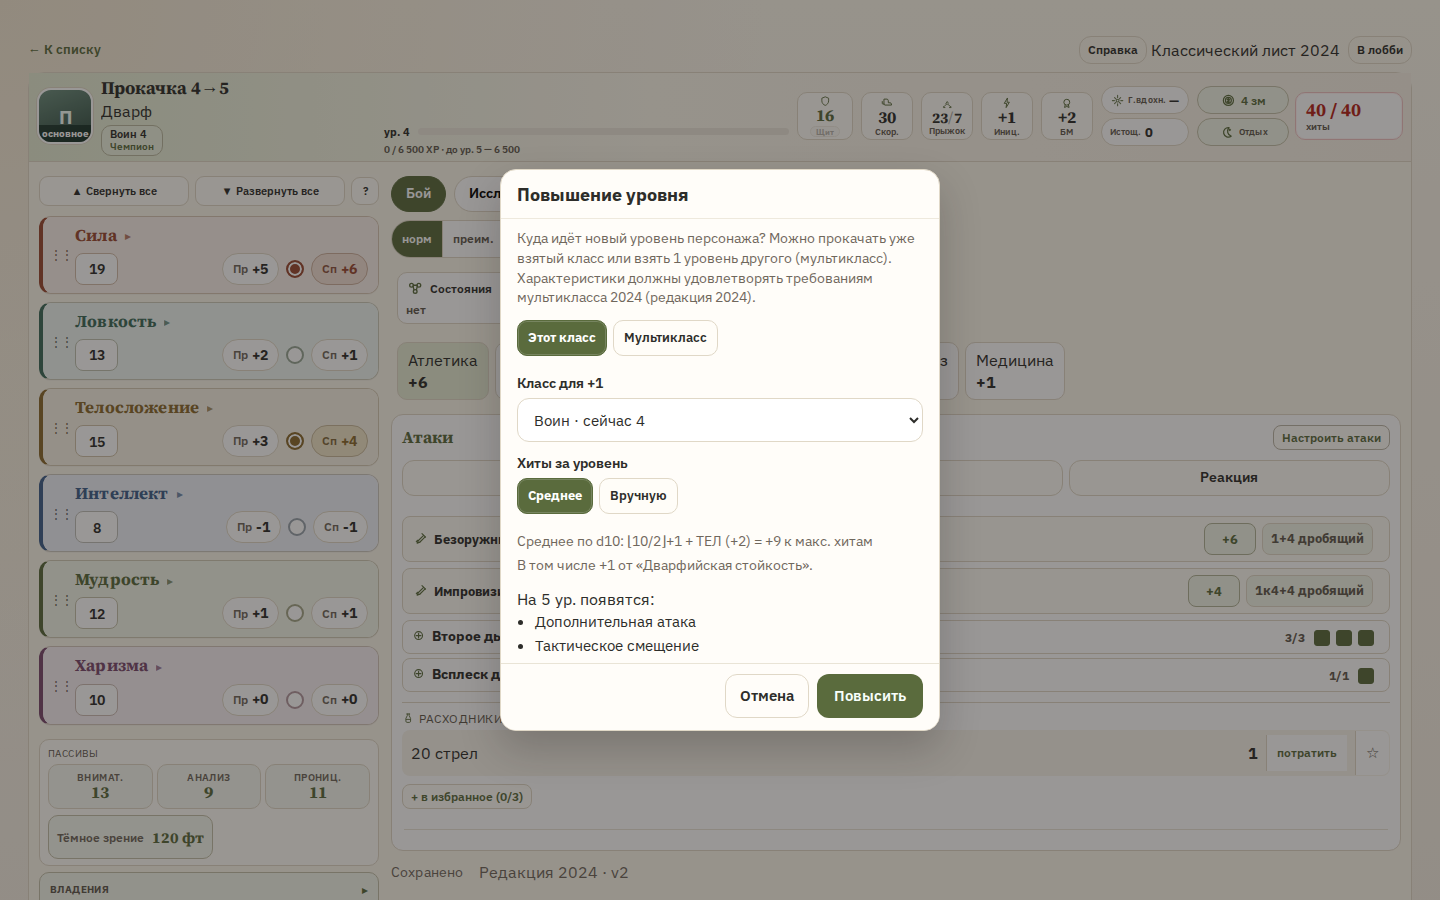 ← К списку
Справка Классический лист 2024 В лобби
П
основное
Прокачка 4→5
Дварф
Воин 4
Чемпион
ур. 4
0 / 6 500 XP · до ур. 5 — 6 500
16
Щит
30
Скор.
23/7
Прыжок
+1
Иниц.
+2
БМ
Г.вдохн. —
Истощ. 0
4 зм
Отдых
40 / 40
хиты
▲ Свернуть все
▼ Развернуть все
?
Сила ▸
19
Пр +5
Сп +6
Ловкость ▸
13
Пр +2
Сп +1
Телосложение ▸
15
Пр +3
Сп +4
Интеллект ▸
8
Пр -1
Сп -1
Мудрость ▸
12
Пр +1
Сп +1
Харизма ▸
10
Пр +0
Сп +0
ПАССИВЫ
ВНИМАТ.
13
АНАЛИЗ
9
ПРОНИЦ.
11
Тёмное зрение 120 фт
ВЛАДЕНИЯ ▸
Бой
Иссл
норм
преим.
Состояния
нет
Атлетика
+6
з
Медицина
+1
Атаки
Настроить атаки
Реакция
Безоружн
+6
1+4 дробящий
Импровиз
+4
1к4+4 дробящий
Второе ды
3/3
Всплеск д
1/1
РАСХОДНИКИ
20 стрел
1
потратить
☆
+ в избранное (0/3)
Сохранено
Редакция 2024 · v2
Повышение уровня
Куда идёт новый уровень персонажа? Можно прокачать уже
взятый класс или взять 1 уровень другого (мультикласс).
Характеристики должны удовлетворять требованиям
мультикласса 2024 (редакция 2024).
Этот класс
Мультикласс
Класс для +1
Воин · сейчас 4
Хиты за уровень
Среднее
Вручную
Среднее по d10: ⌊10/2⌋+1 + ТЕЛ (+2) = +9 к макс. хитам
В том числе +1 от «Дварфийская стойкость».
На 5 ур. появятся:
• Дополнительная атака
• Тактическое смещение
Отмена
Повысить